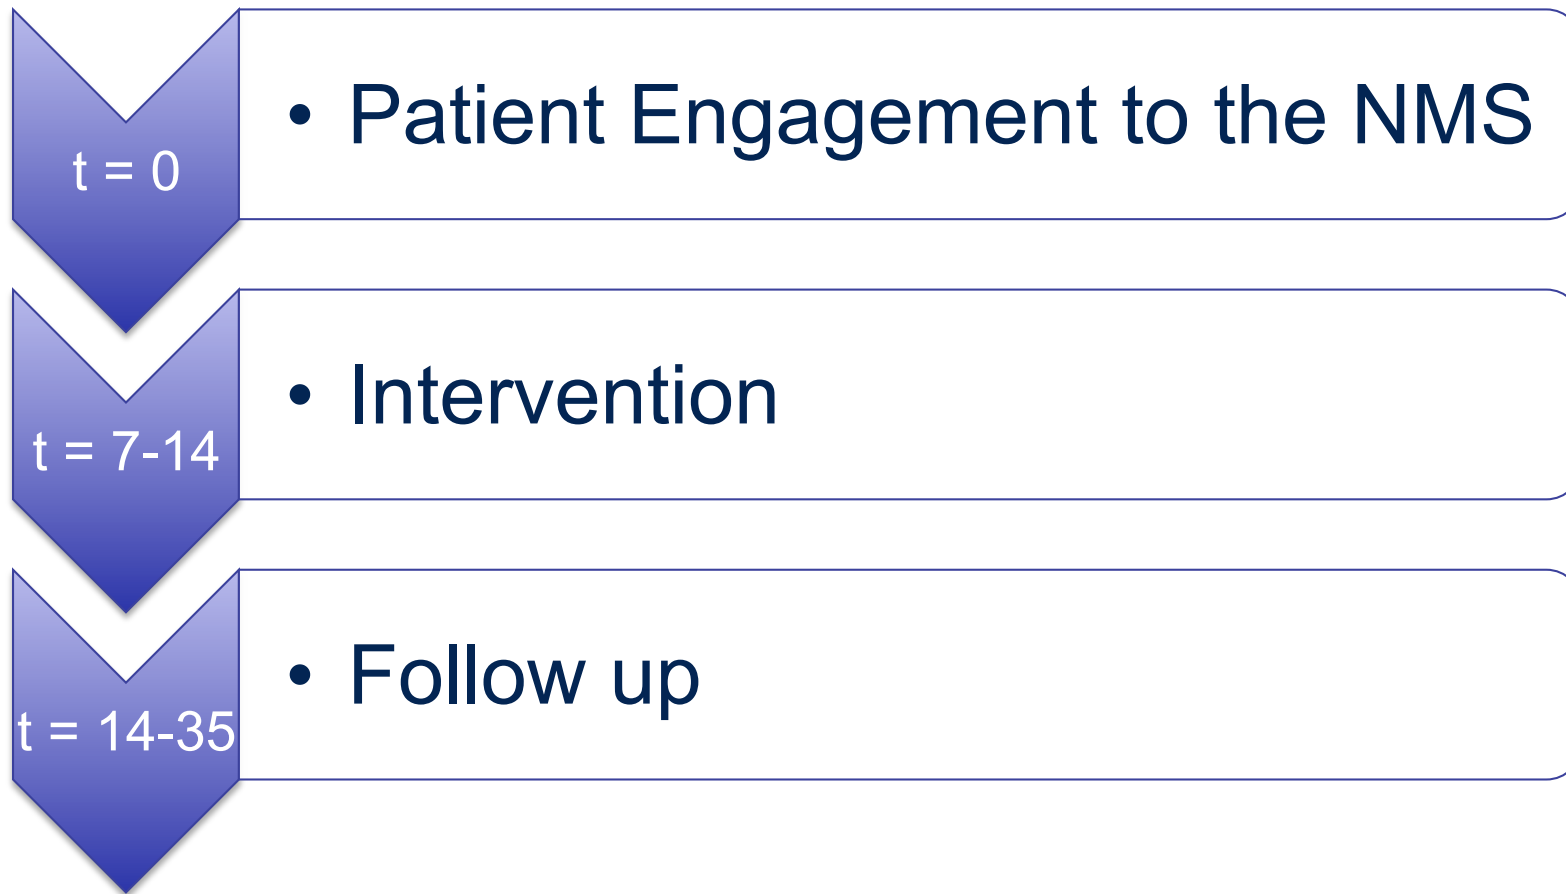 t = 0
• Patient Engagement to the NMS
t = 7-14
• Intervention
t = 14-35
• Follow up